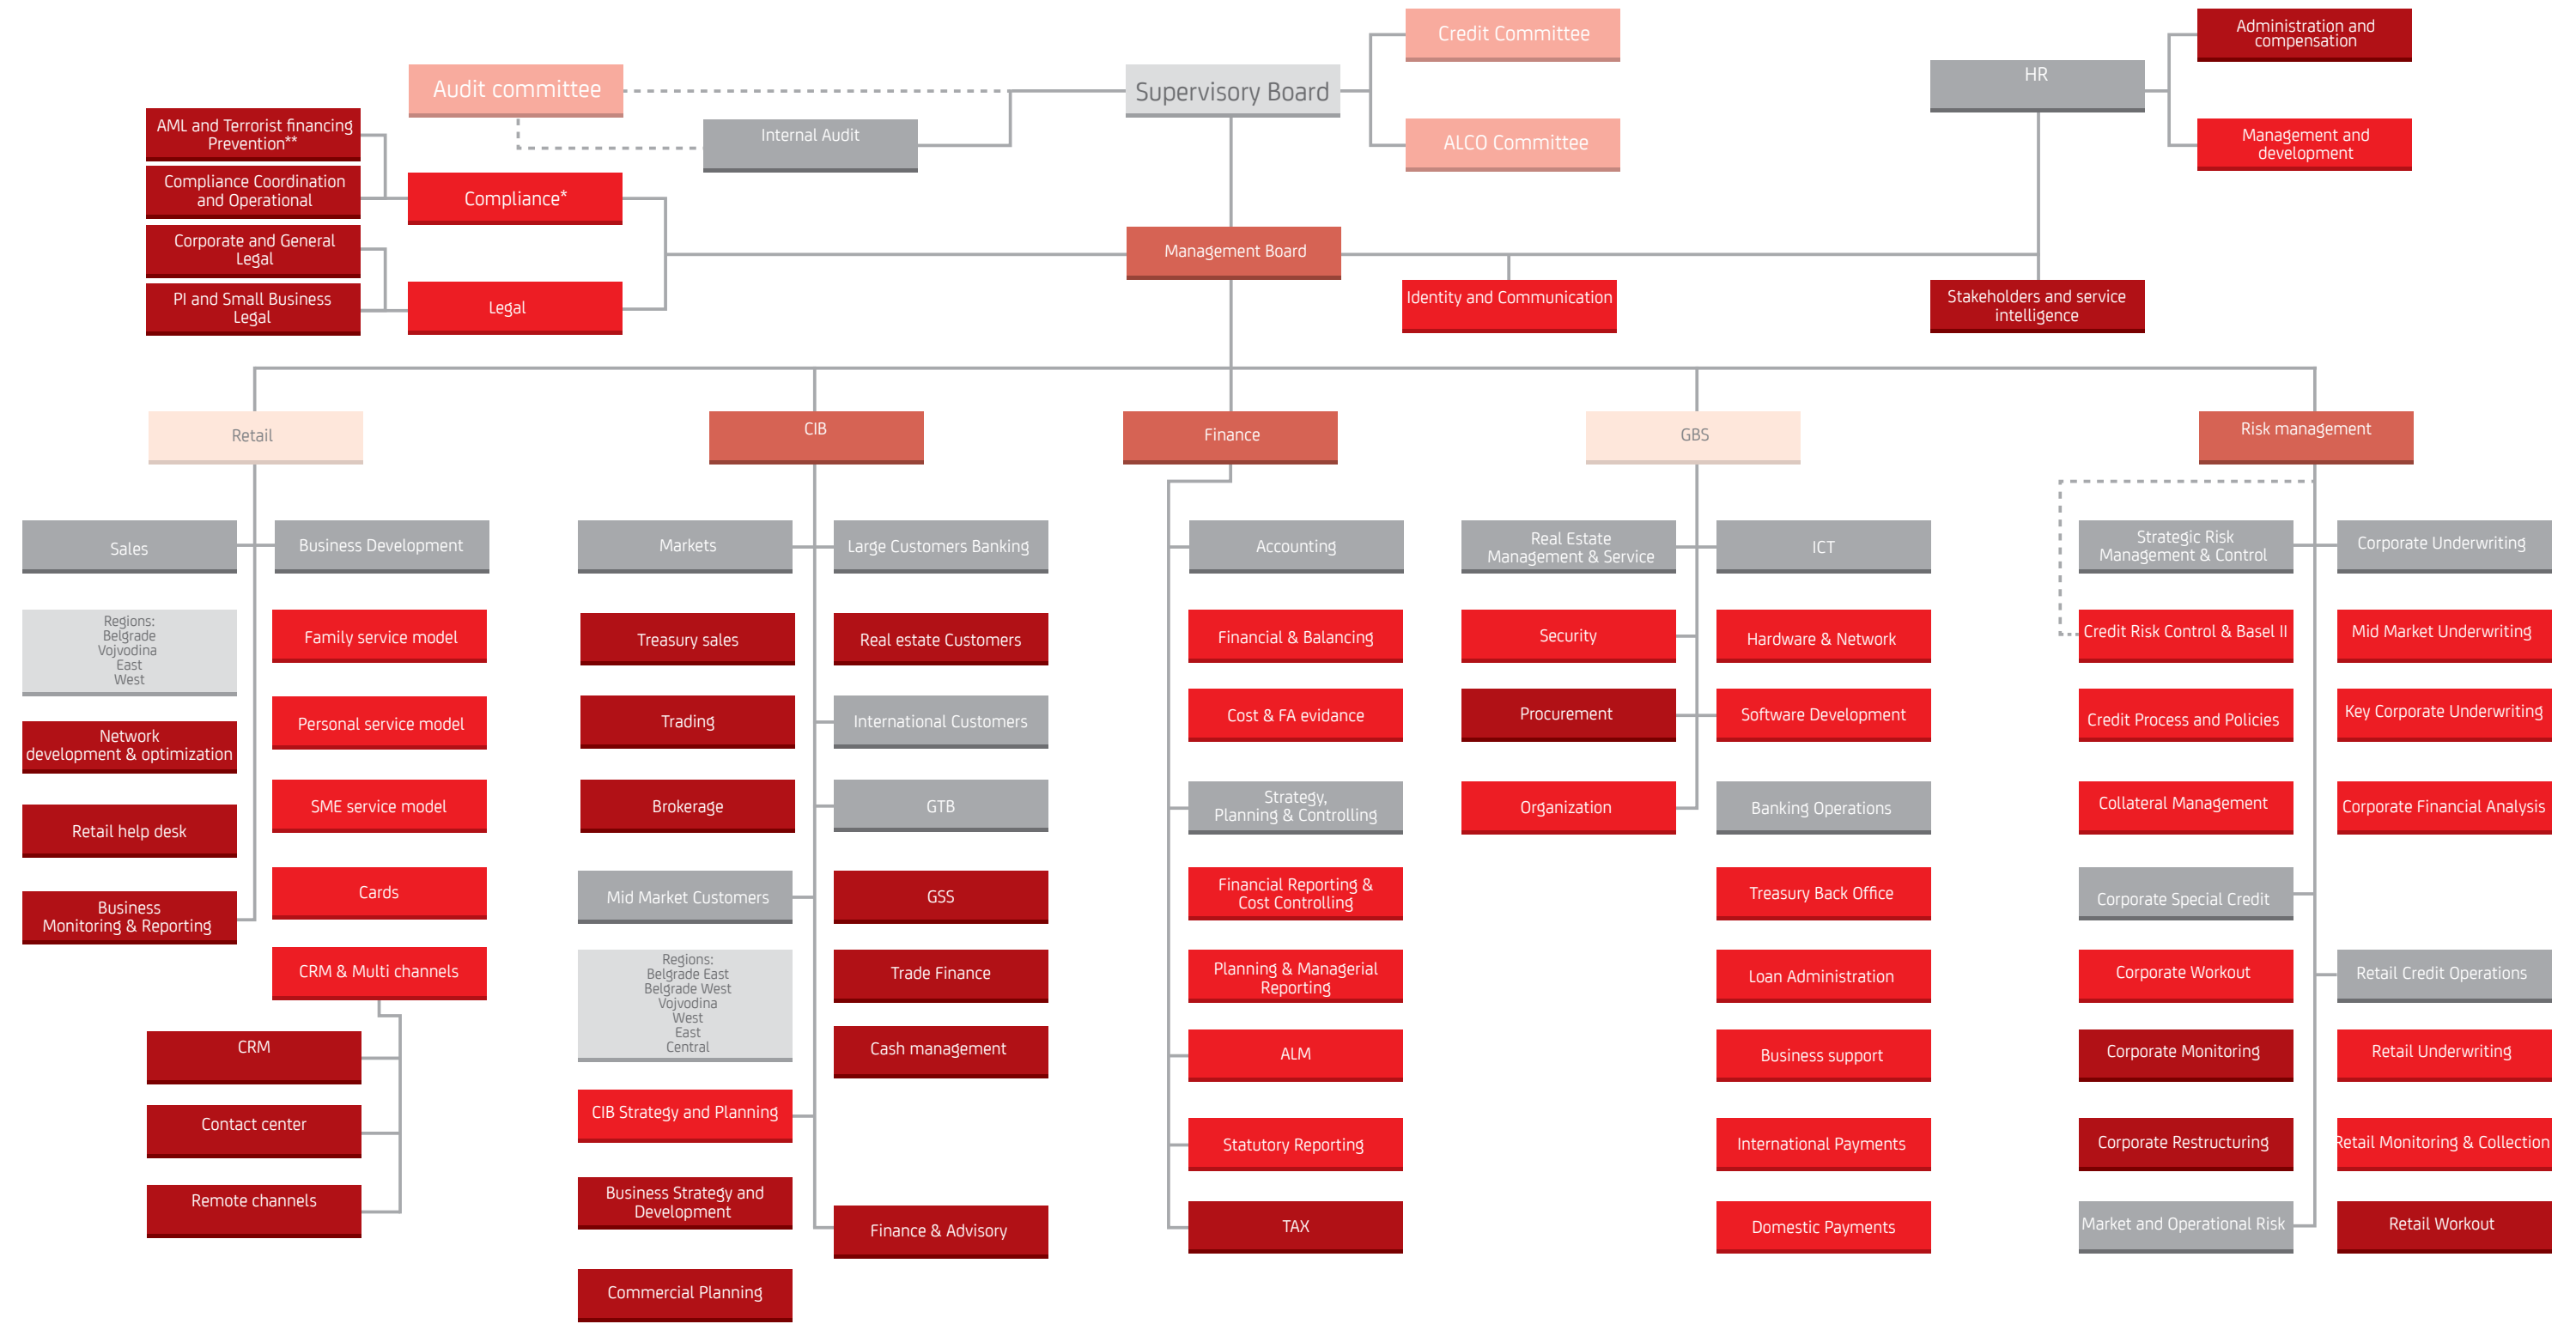 Credit Committee
Administration and
compensation
Audit committee
Supervisory Board
HR
AML and Terrorist financing
Prevention**
Internal Audit
ALCO Committee
Management and
development
Compliance Coordination
and Operational
Compliance*
Corporate and General
Legal
Management Board
PI and Small Business
Legal
Legal
Identity and Communication
Stakeholders and service
intelligence
Retail
CIB
Finance
GBS
Risk management
Sales
Business Development
Markets
Large Customers Banking
Accounting
Real Estate
Management & Service
ICT
Strategic Risk
Management & Control
Corporate Underwriting
Regions:
Belgrade
Vojvodina
East
West
Family service model
Treasury sales
Real estate Customers
Financial & Balancing
Security
Hardware & Network
Credit Risk Control & Basel II
Mid Market Underwriting
Network
development & optimization
Personal service model
Trading
International Customers
Cost & FA evidance
Procurement
Software Development
Credit Process and Policies
Key Corporate Underwriting
Retail help desk
SME service model
Brokerage
GTB
Strategy,
Planning & Controlling
Organization
Banking Operations
Collateral Management
Corporate Financial Analysis
Business
Monitoring & Reporting
Cards
Mid Market Customers
GSS
Financial Reporting &
Cost Controlling
Treasury Back Office
Corporate Special Credit
CRM & Multi channels
Regions:
Belgrade East
Belgrade West
Vojvodina
West
East
Central
Trade Finance
Planning & Managerial
Reporting
Loan Administration
Corporate Workout
Retail Credit Operations
CRM
Cash management
ALM
Business support
Corporate Monitoring
Retail Underwriting
Contact center
CIB Strategy and Planning
Statutory Reporting
International Payments
Corporate Restructuring
Retail Monitoring & Collection
Remote channels
Business Strategy and
Development
Finance & Advisory
TAX
Domestic Payments
Market and Operational Risk
Retail Workout
Commercial Planning